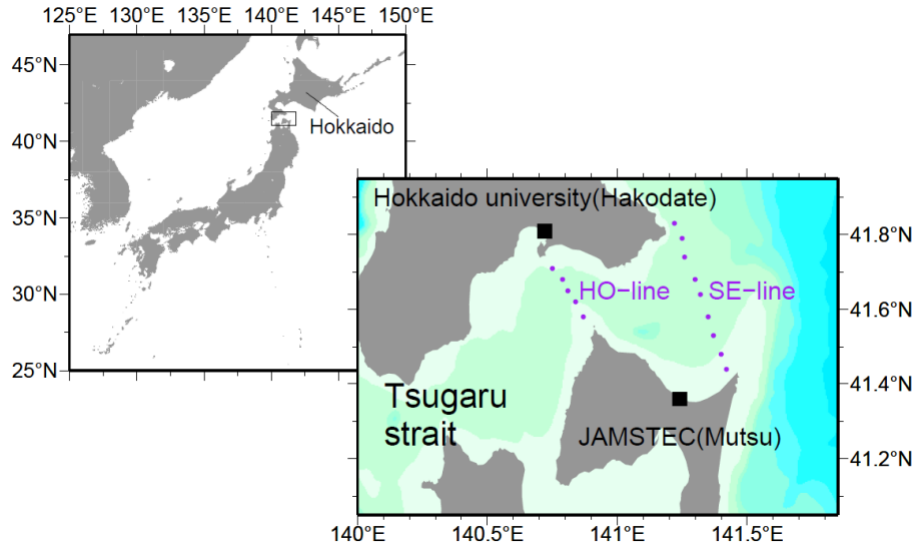 125°E 130°E 135°E 140°E 145°E 150°E
45°N
40°N
35°N
30°N
25°N
Hokkaido
Hokkaido university(Hakodate)
HO−line
SE−line
Tsugaru
strait
JAMSTEC(Mutsu)
41.8°N
41.6°N
41.4°N
41.2°N
140°E 140.5°E 141°E 141.5°E